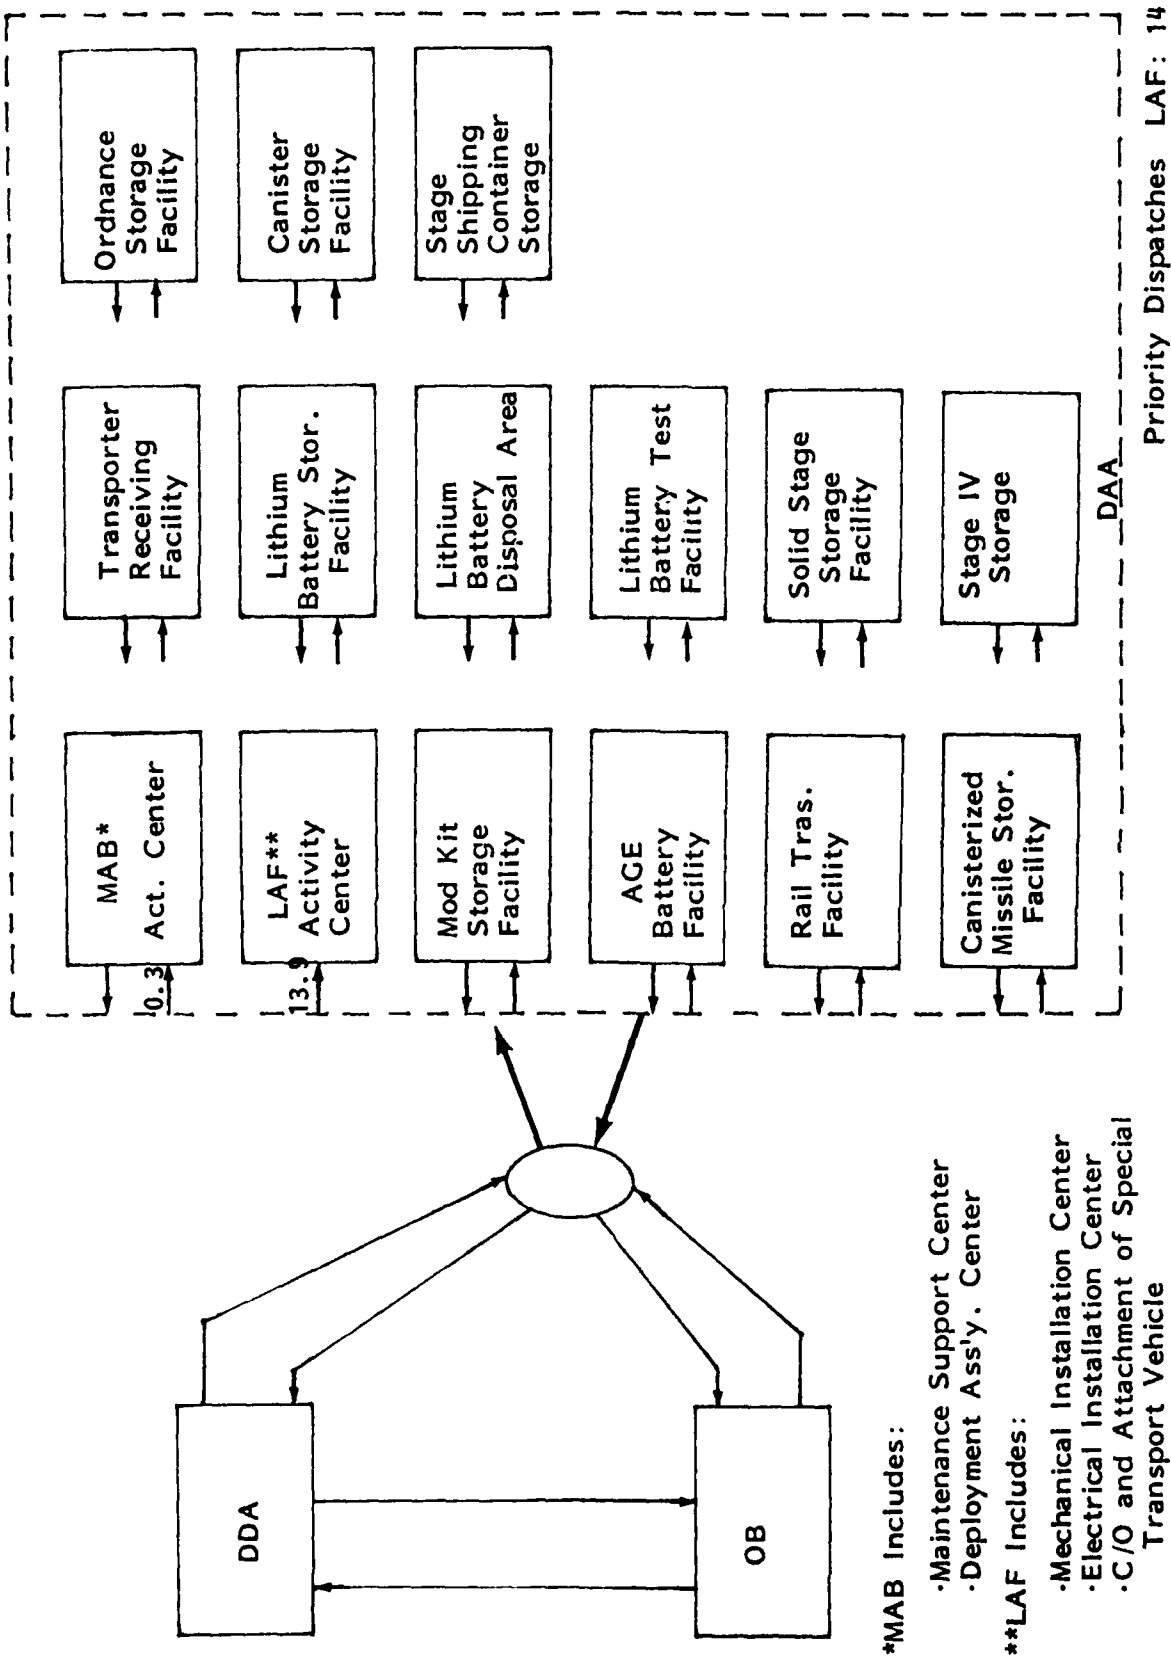 DDA
OB
MAB*
Act. Center
0.3
LAF**
Activity
Center
13.9
Mod Kit
Storage
Facility
AGE
Battery
Facility
Rail Tras.
Facility
Canisterized
Missile Stor.
Facility
Transporter
Receiving
Facility
Lithium
Battery Stor.
Facility
Lithium
Battery
Disposal Area
Lithium
Battery Test
Facility
Solid Stage
Storage
Facility
Stage IV
Storage
Ordnance
Storage
Facility
Canister
Storage
Facility
Stage
Shipping
Container
Storage
DAA
*MAB Includes:
·Maintenance Support Center
·Deployment Ass'y. Center
**LAF Includes:
·Mechanical Installation Center
·Electrical Installation Center
·C/O and Attachment of Special
Transport Vehicle
Priority Dispatches LAF: 14